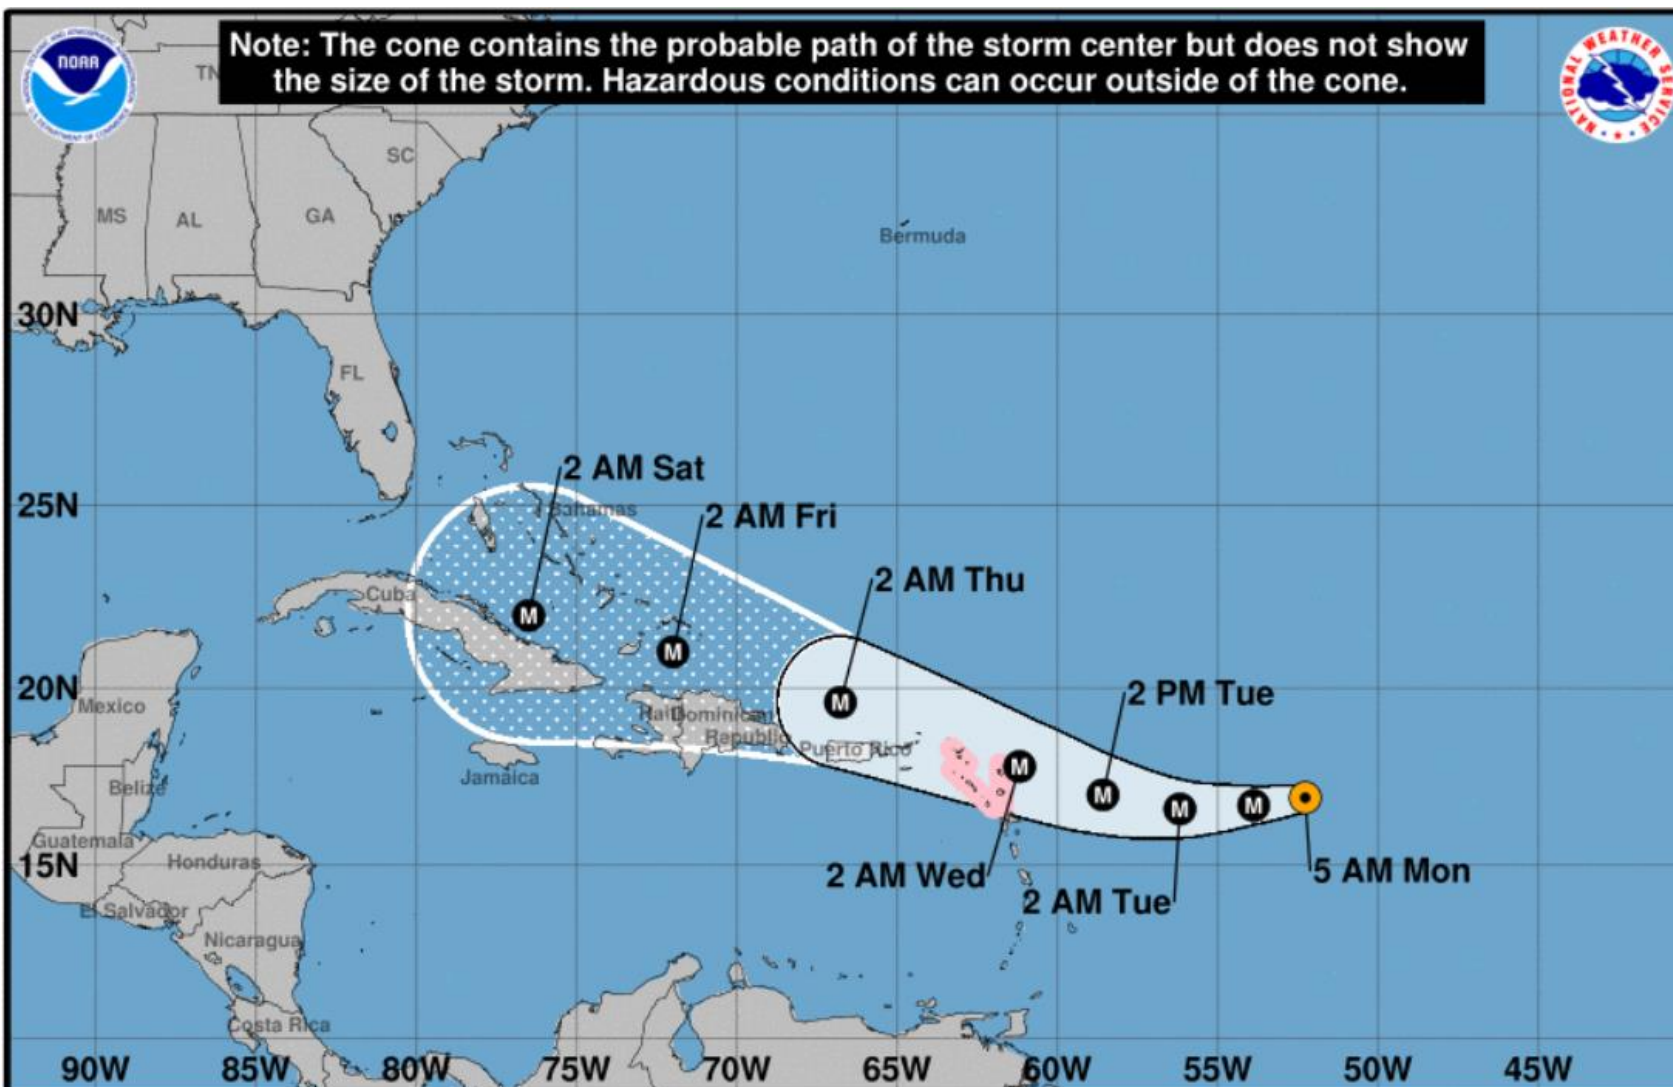 Note: The cone contains the probable path of the storm center but does not show
the size of the storm. Hazardous conditions can occur outside of the cone.
NOAA
NATIONAL WEATHER SERVICE
TN
SC
MS
AL
GA
Bermuda
30N
FL
2 AM Sat
25N
Bahamas
2 AM Fri
2 AM Thu
Cuba
M
M
20N
Mexico
M
2 PM Tue
Haiti
Dominican
Republic
Puerto Rico
Jamaica
M
M
M
M
Belize
Guatemala
15N
Honduras
2 AM Wed
5 AM Mon
2 AM Tue
El Salvador
Nicaragua
Costa Rica
90W 85W 80W 75W 70W 65W 60W 55W 50W 45W